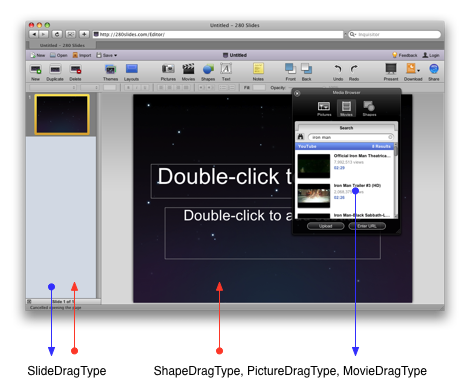 Untitled – 280 Slides
http://280slides.com/Editor/
Inquisitor
Untitled – 280 Slides
New Open Import Save Untitled Feedback Login
New Duplicate Delete Themes Layouts Pictures Movies Shapes Text Notes Front Back Undo Redo Present Download Share
Fill: Opacity:
Media Browser
Pictures Movies Shapes
Search
iron man
YouTube 8 Results
Official Iron Man Theatrica...
views
02:29
Iron Man Trailer #3 (HD)
Iron Man-Black Sabbath-L...
Upload Enter URL
Double-click t
Double-click to a
Slide 1 of 1
Cancelled opening the page
SlideDragType
ShapeDragType, PictureDragType, MovieDragType